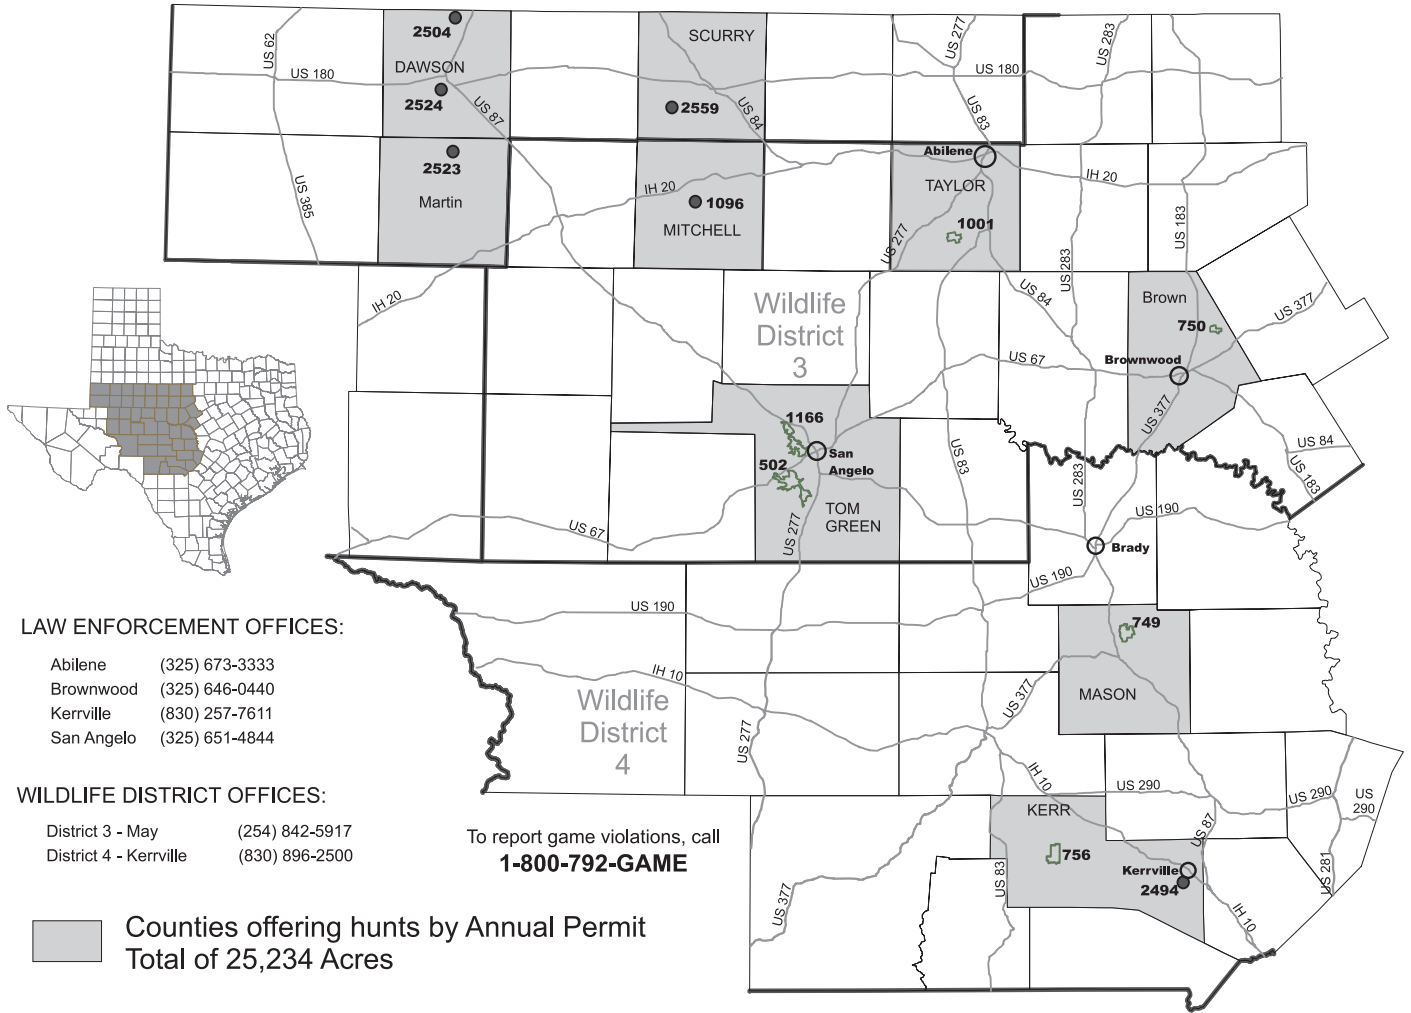 2504
SCURRY
US 277
US 283
US 62
DAWSON
US 180
US 180
2524
2559
US 87
US 84
US 83
2523
Abilene
IH 20
IH 20
TAYLOR
US 385
Martin
1096
MITCHELL
1001
US 183
US 277
US 283
IH 20
Wildlife
District
3
US 84
Brown
750
US 377
US 67
Brownwood
1166
US 377
San
Angelo
502
US 83
US 283
US 84
US 183
TOM
GREEN
US 67
US 277
US 190
Brady
US 190
US 190
749
IH 10
Wildlife
District
4
US 377
MASON
US 277
IH 10
US 290
US 290
US
290
KERR
US 87
756
Kerrville
2494
US 83
US 281
US 377
IH 10
LAW ENFORCEMENT OFFICES:
Abilene (325) 673-3333
Brownwood (325) 646-0440
Kerrville (830) 257-7611
San Angelo (325) 651-4844
WILDLIFE DISTRICT OFFICES:
District 3 - May (254) 842-5917
District 4 - Kerrville (830) 896-2500
To report game violations, call
1-800-792-GAME
Counties offering hunts by Annual Permit
Total of 25,234 Acres